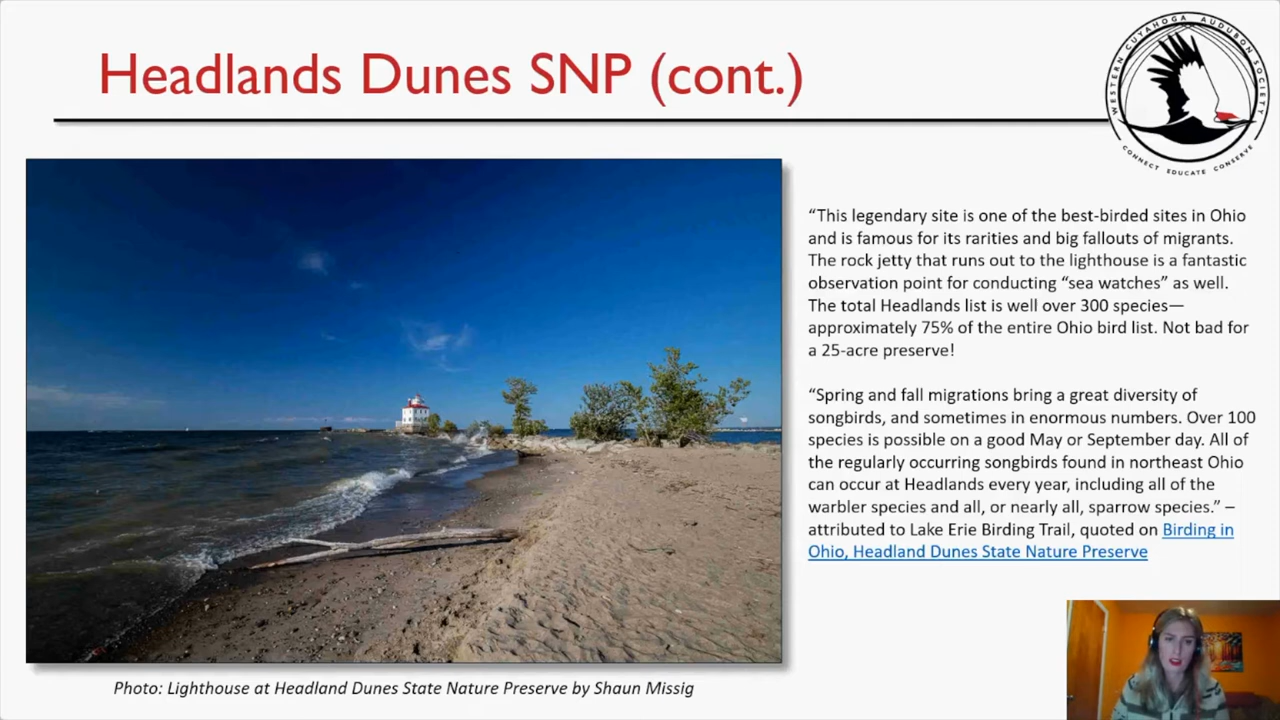 Headlands Dunes SNP (cont.)
WESTERN CUYAHOGA AUDUBON SOCIETY
CONNECT EDUCATE CONSERVE
“This legendary site is one of the best-birded sites in Ohio
and is famous for its rarities and big fallouts of migrants.
The rock jetty that runs out to the lighthouse is a fantastic
observation point for conducting “sea watches” as well.
The total Headlands list is well over 300 species—
approximately 75% of the entire Ohio bird list. Not bad for
a 25-acre preserve!
“Spring and fall migrations bring a great diversity of
songbirds, and sometimes in enormous numbers. Over 100
species is possible on a good May or September day. All of
the regularly occurring songbirds found in northeast Ohio
can occur at Headlands every year, including all of the
warbler species and all, or nearly all, sparrow species.” –
attributed to Lake Erie Birding Trail, quoted on Birding in
Ohio, Headland Dunes State Nature Preserve
Photo: Lighthouse at Headland Dunes State Nature Preserve by Shaun Missig